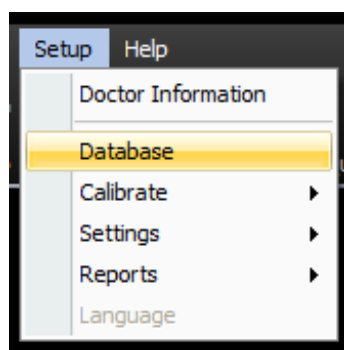 Setup Help
Doctor Information
Database
Calibrate
Settings
Reports
Language